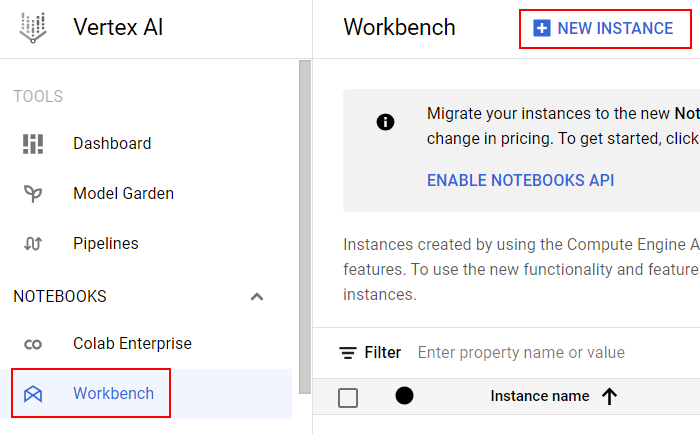 Vertex AI
TOOLS
Dashboard
Model Garden
Pipelines
NOTEBOOKS
Colab Enterprise
Workbench
Workbench
NEW INSTANCE
Migrate your instances to the new Not
change in pricing. To get started, click
ENABLE NOTEBOOKS API
Instances created by using the Compute Engine A
features. To use the new functionality and feature
instances.
Filter Enter property name or value
Instance name